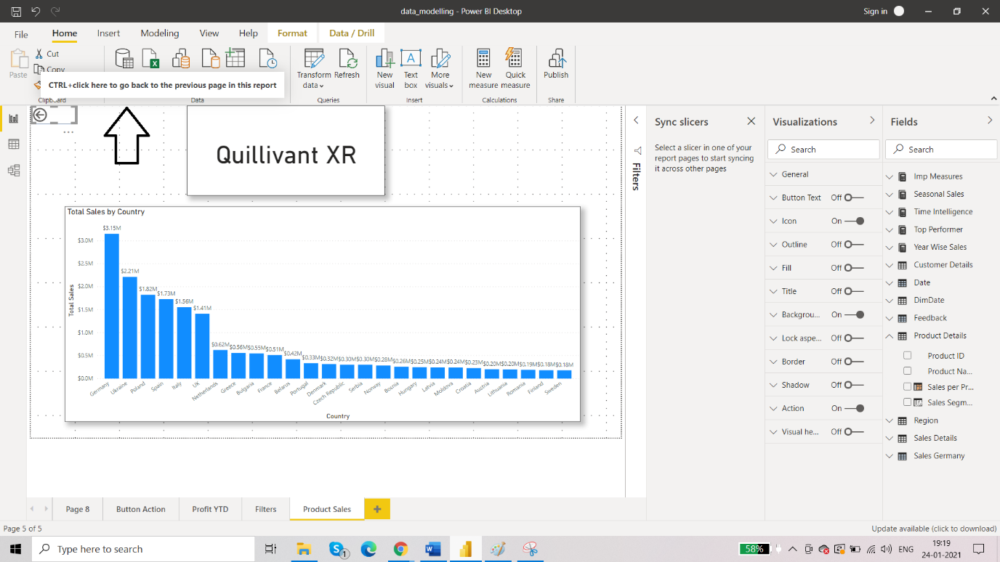 data_modelling - Power BI Desktop
Sign in
File Home Insert Modeling View Help Format Data / Drill
Paste
Cut
Copy
CTRL+click here to go back to the previous page in this report
Transform data
Refresh
New visual
Text box
More visuals
New measure
Quick measure
Publish
Clipboard Data Queries Insert Calculations Share
Quillivant XR
Total Sales by Country
Total Sales
$3.0M
$2.5M
$2.0M
$1.5M
$1.0M
$0.5M
$0.0M
$3.15M $2.21M $1.82M $1.73M $1.56M $1.41M $0.62M $0.56M $0.55M $0.51M $0.42M $0.33M $0.32M $0.30M $0.30M $0.28M $0.26M $0.25M $0.24M $0.24M $0.23M $0.20M $0.20M $0.19M $0.18M $0.18M
Germany Ukraine Poland Spain Italy UK Netherlands Greece Bulgaria France Belarus Portugal Denmark Czech Republic Serbia Norway Bosnia Hungary Latvia Moldova Croatia Austria Lithuania Romania Finland Sweden
Country
Filters
Sync slicers
Select a slicer in one of your
report pages to start syncing
it across other pages
Visualizations
Search
General
Button Text Off
Icon On
Outline Off
Fill Off
Title Off
Backgrou... On
Lock aspe... Off
Border Off
Shadow Off
Action On
Visual he... Off
Fields
Search
Imp Measures
Seasonal Sales
Time Intelligence
Top Performer
Year Wise Sales
Customer Details
Date
DimDate
Feedback
Product Details
Product ID
Product Na...
Sales per Pr...
Sales Segm...
Region
Sales Details
Sales Germany
Page 8 Button Action Profit YTD Filters Product Sales
Page 5 of 5
Update available (click to download)
Type here to search
1
58%
ENG
19:19
24-01-2021